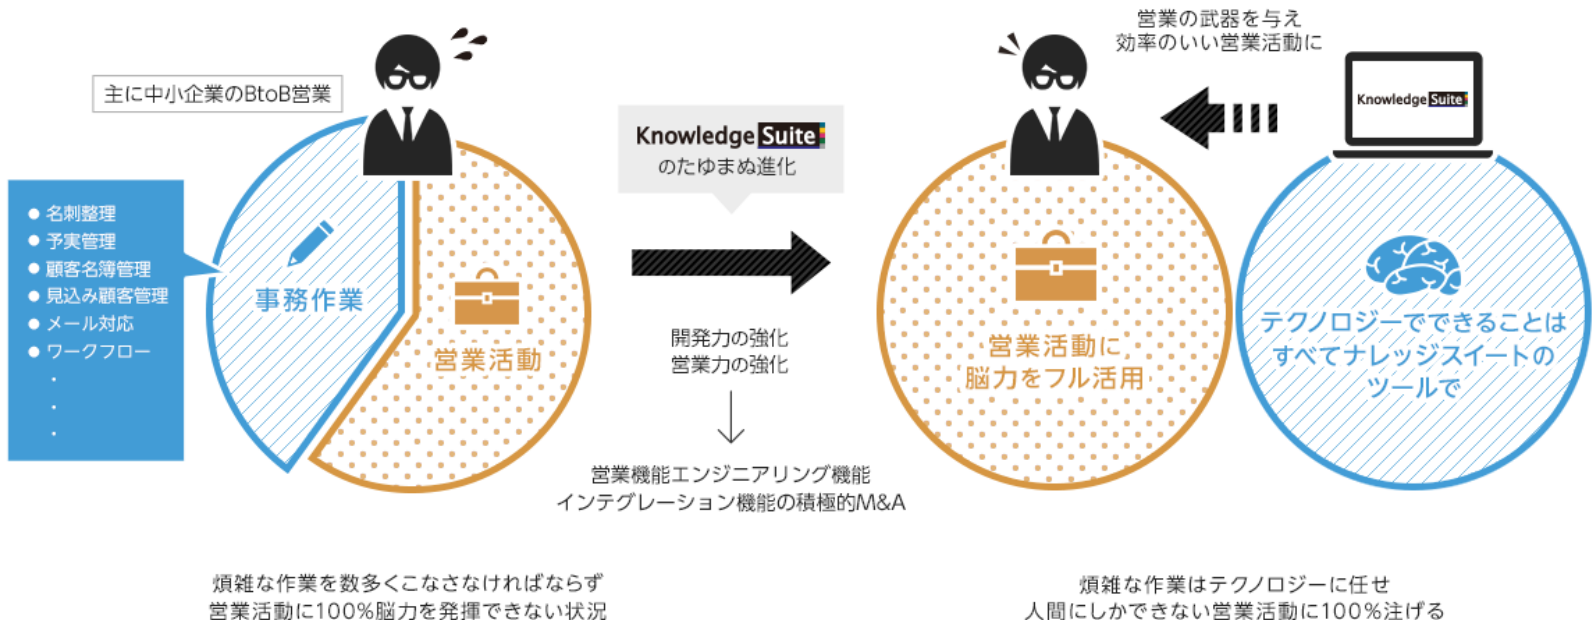 主に中小企業のBtoB営業
● 名刺整理
● 予実管理
● 顧客名簿管理
● 見込み顧客管理
● メール対応
● ワークフロー
・
・
・
事務作業
営業活動
煩雑な作業を数多くこなさなければならず
営業活動に100%脳力を発揮できない状況
Knowledge Suite
のたゆまぬ進化
開発力の強化
営業力の強化
営業機能エンジニアリング機能
インテグレーション機能の積極的M&A
営業の武器を与え
効率のいい営業活動に
Knowledge Suite
営業活動に
脳力をフル活用
テクノロジーでできることは
すべてナレッジスイートの
ツールで
煩雑な作業はテクノロジーに任せ
人間にしかできない営業活動に100%注げる